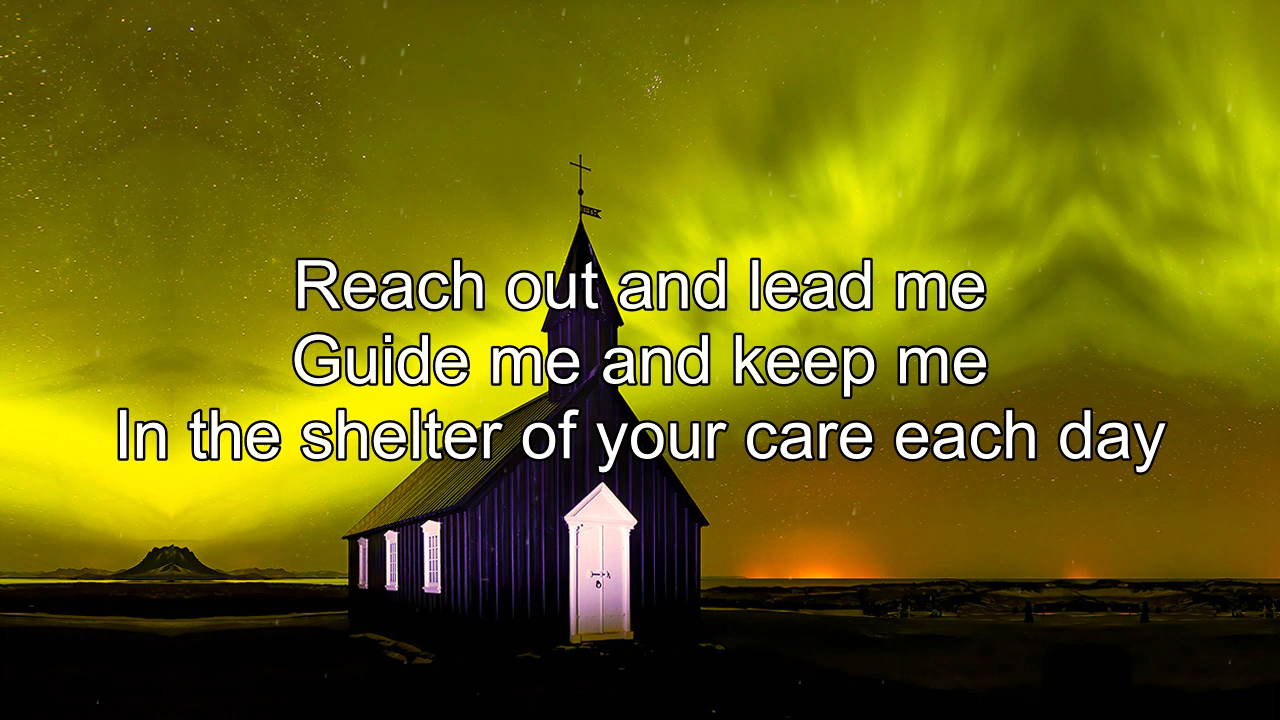 Reach out and lead me
Guide me and keep me
In the shelter of your care each day